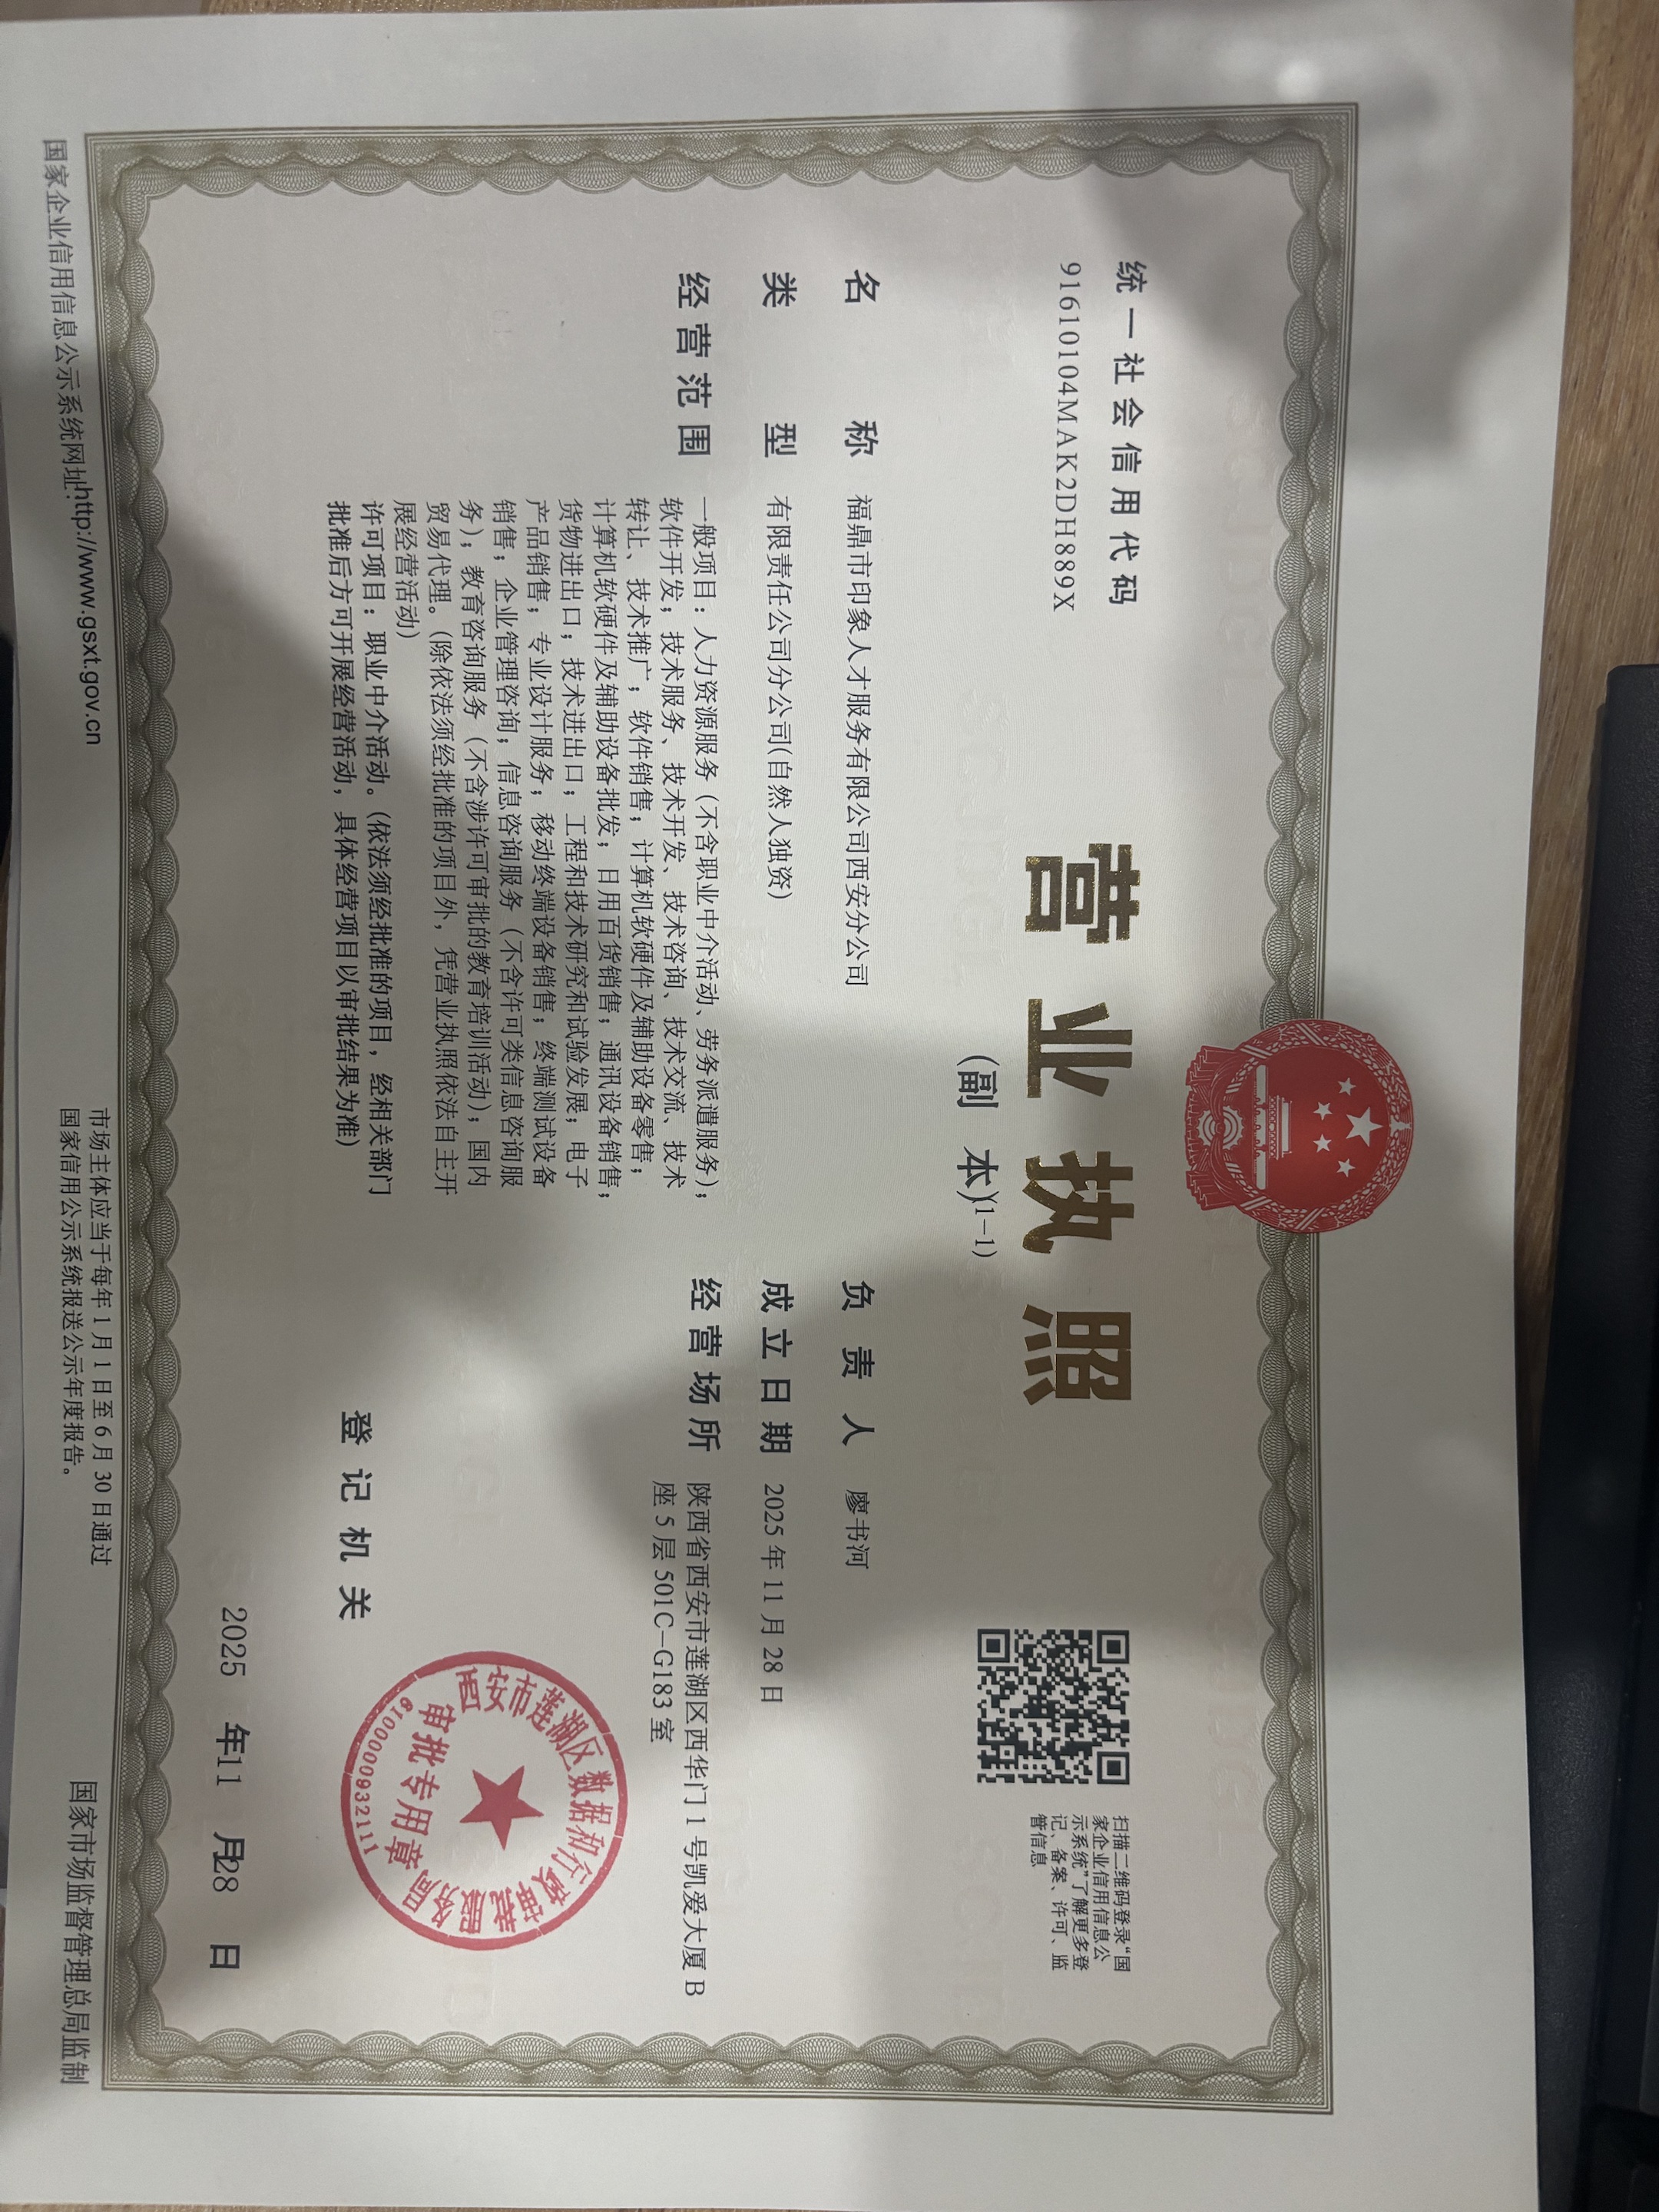 统一社会信用代码
91610104MAK2DH889X
营业执照
(副 本)(1-1)
扫描二维码登录“国
家企业信用信息公
示系统”了解更多登
记、备案、许可、监
管信息
名 称 福鼎市印象人才服务有限公司西安分公司
类 型 有限责任公司分公司(自然人独资)
经营范围 一般项目：人力资源服务（不含职业中介活动、劳务派遣服务）；
软件开发；技术服务、技术开发、技术咨询、技术交流、技术
转让、技术推广；软件销售；计算机软硬件及辅助设备零售；
计算机软硬件及辅助设备批发；日用百货销售；通讯设备销售；
货物进出口；技术进出口；工程和技术研究和试验发展；电子
产品销售；专业设计服务；移动终端设备销售；终端测试设备
销售；企业管理咨询；信息咨询服务（不含许可类信息咨询服
务）；教育咨询服务（不含涉许可审批的教育培训活动）；国内
贸易代理。（除依法须经批准的项目外，凭营业执照依法自主开
展经营活动）
许可项目：职业中介活动。（依法须经批准的项目，经相关部门
批准后方可开展经营活动，具体经营项目以审批结果为准）
负责人 廖书河
成立日期 2025年11月28日
经营场所 陕西省西安市莲湖区西华门1号凯爱大厦B
座5层501C-G183室
登记机关
西安市莲湖区数据和行政审批服务局
审批专用章
6100000932111
2025 年11 月28 日
国家企业信用信息公示系统网址:http://www.gsxt.gov.cn
市场主体应当于每年1月1日至6月30日通过
国家信用公示系统报送公示年度报告。
国家市场监督管理总局监制